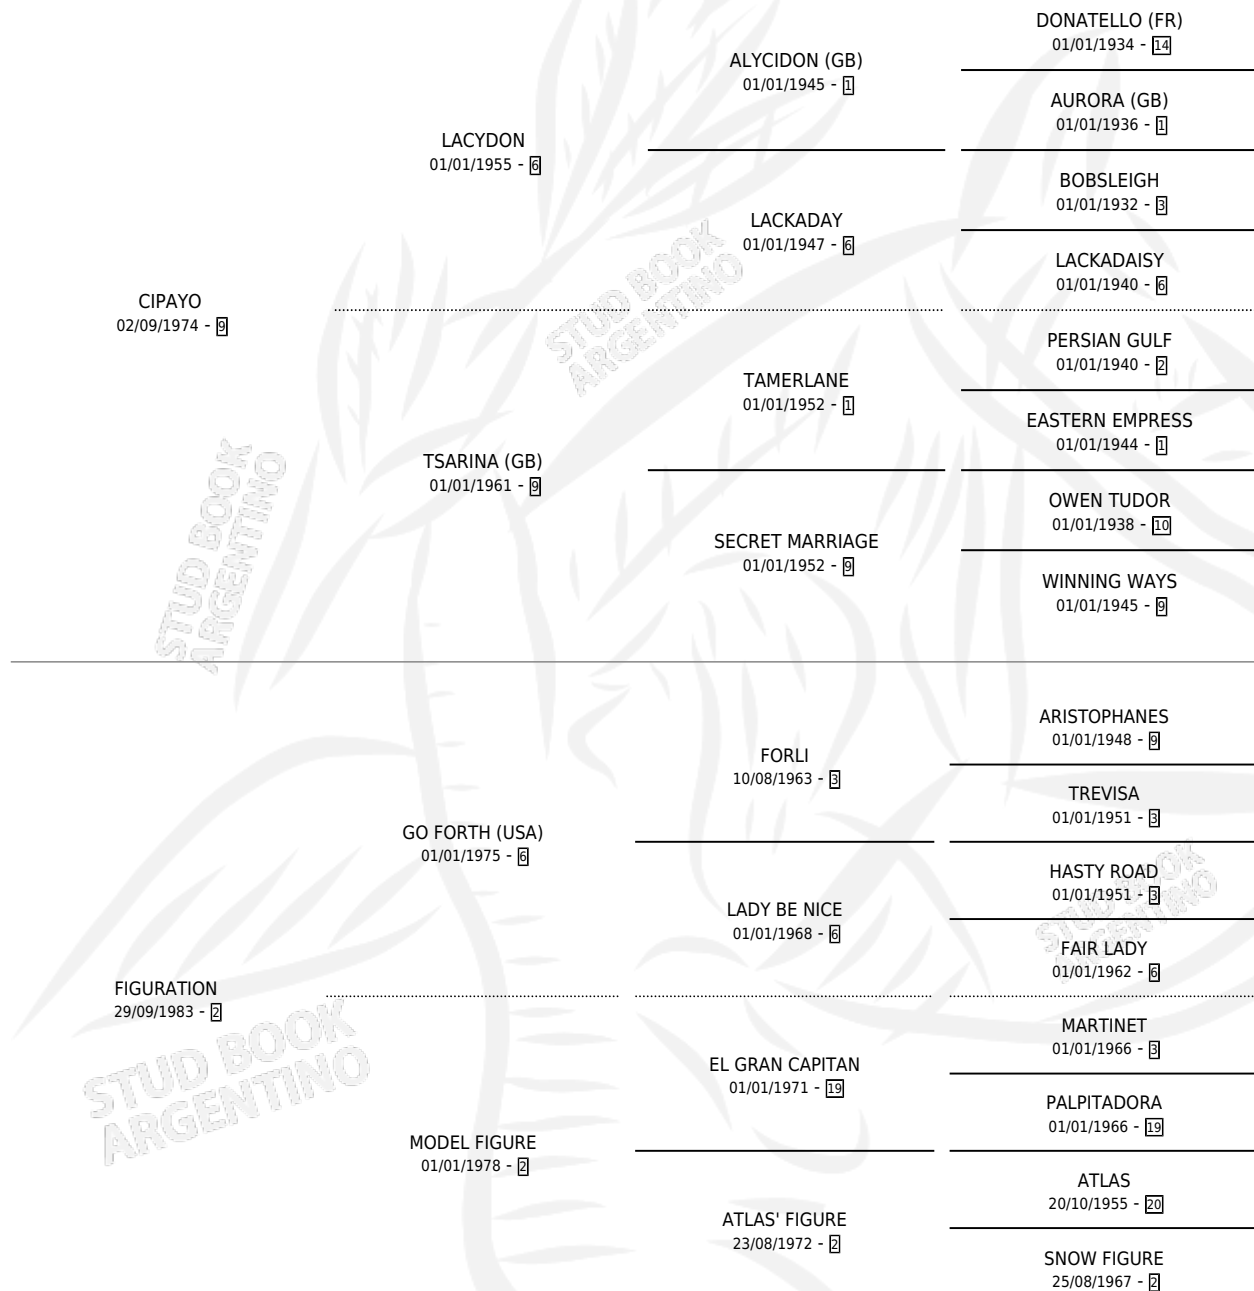 DONATELLO (FR)
01/01/1934 - 14
ALYCIDON (GB)
01/01/1945 - 1
AURORA (GB)
01/01/1936 - 1
LACYDON
01/01/1955 - 6
BOBSLEIGH
01/01/1932 - 3
LACKADAY
01/01/1947 - 6
LACKADAISY
01/01/1940 - 6
CIPAYO
02/09/1974 - 9
PERSIAN GULF
01/01/1940 - 2
TAMERLANE
01/01/1952 - 1
EASTERN EMPRESS
01/01/1944 - 1
TSARINA (GB)
01/01/1961 - 9
OWEN TUDOR
01/01/1938 - 10
SECRET MARRIAGE
01/01/1952 - 9
WINNING WAYS
01/01/1945 - 9
ARISTOPHANES
01/01/1948 - 9
FORLI
10/08/1963 - 3
TREVISA
01/01/1951 - 3
GO FORTH (USA)
01/01/1975 - 6
HASTY ROAD
01/01/1951 - 3
LADY BE NICE
01/01/1968 - 6
FAIR LADY
01/01/1962 - 6
FIGURATION
29/09/1983 - 2
MARTINET
01/01/1966 - 3
EL GRAN CAPITAN
01/01/1971 - 19
PALPITADORA
01/01/1966 - 19
MODEL FIGURE
01/01/1978 - 2
ATLAS
20/10/1955 - 20
ATLAS' FIGURE
23/08/1972 - 2
SNOW FIGURE
25/08/1967 - 2
STUD BOOK
ARGENTINO
STUD BOOK
ARGENTINO
STUD BOOK
ARGENTINO
STUD BOOK
ARGENTINO